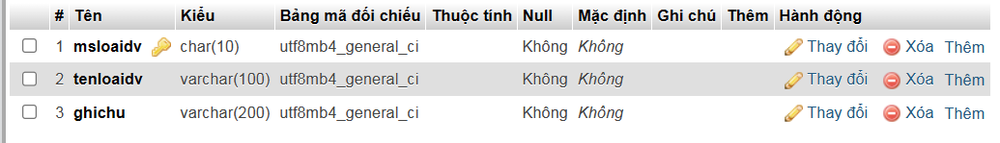 # Tên Kiểu Bảng mã đối chiếu Thuộc tính Null Mặc định Ghi chú Thêm Hành động
1 msloaidv char(10) utf8mb4_general_ci Không Không Thay đổi Xóa Thêm
2 tenloaidv varchar(100) utf8mb4_general_ci Không Không Thay đổi Xóa Thêm
3 ghichu varchar(200) utf8mb4_general_ci Không Không Thay đổi Xóa Thêm